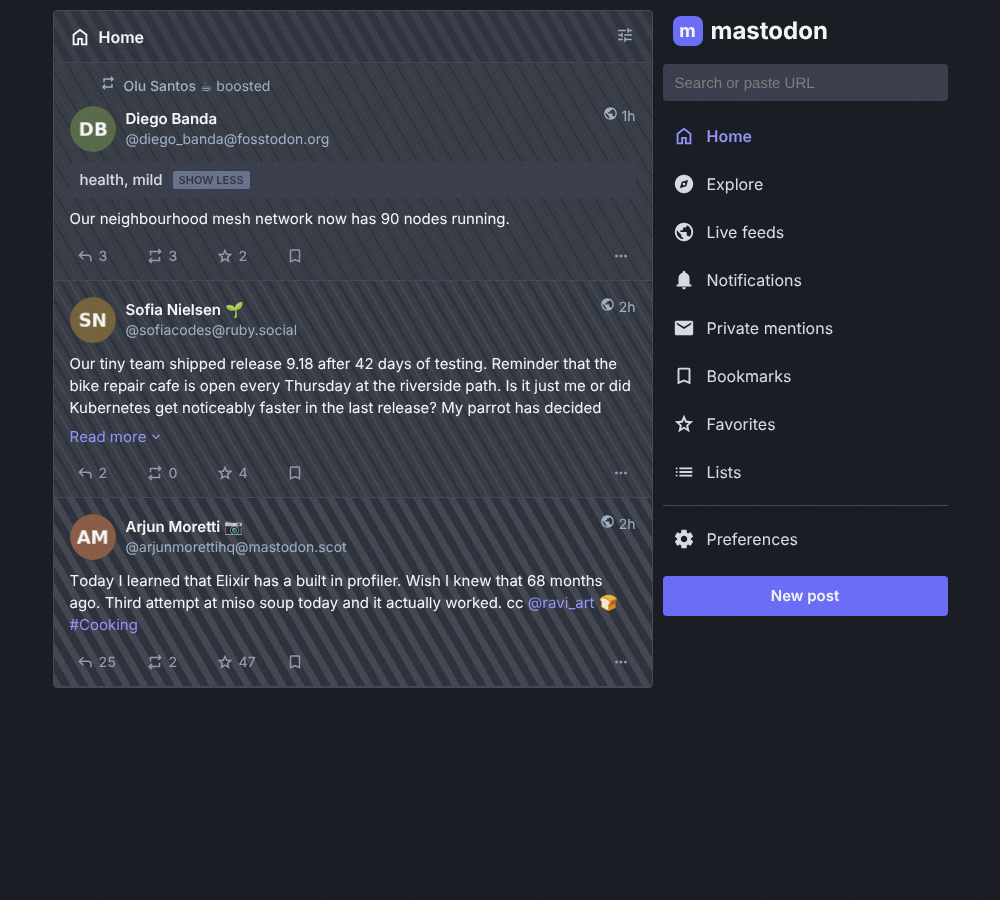 Home
Olu Santos ☕ boosted
DB
Diego Banda
1h
@diego_banda@fosstodon.org
health, mild SHOW LESS
Our neighbourhood mesh network now has 90 nodes running.
3 3 2
SN
Sofia Nielsen 🌱
2h
@sofiacodes@ruby.social
Our tiny team shipped release 9.18 after 42 days of testing. Reminder that the
bike repair cafe is open every Thursday at the riverside path. Is it just me or did
Kubernetes get noticeably faster in the last release? My parrot has decided
Read more
2 0 4
AM
Arjun Moretti 📷
2h
@arjunmorettihq@mastodon.scot
Today I learned that Elixir has a built in profiler. Wish I knew that 68 months
ago. Third attempt at miso soup today and it actually worked. cc @ravi_art 🍞
#Cooking
25 2 47
m mastodon
Search or paste URL
Home
Explore
Live feeds
Notifications
Private mentions
Bookmarks
Favorites
Lists
Preferences
New post